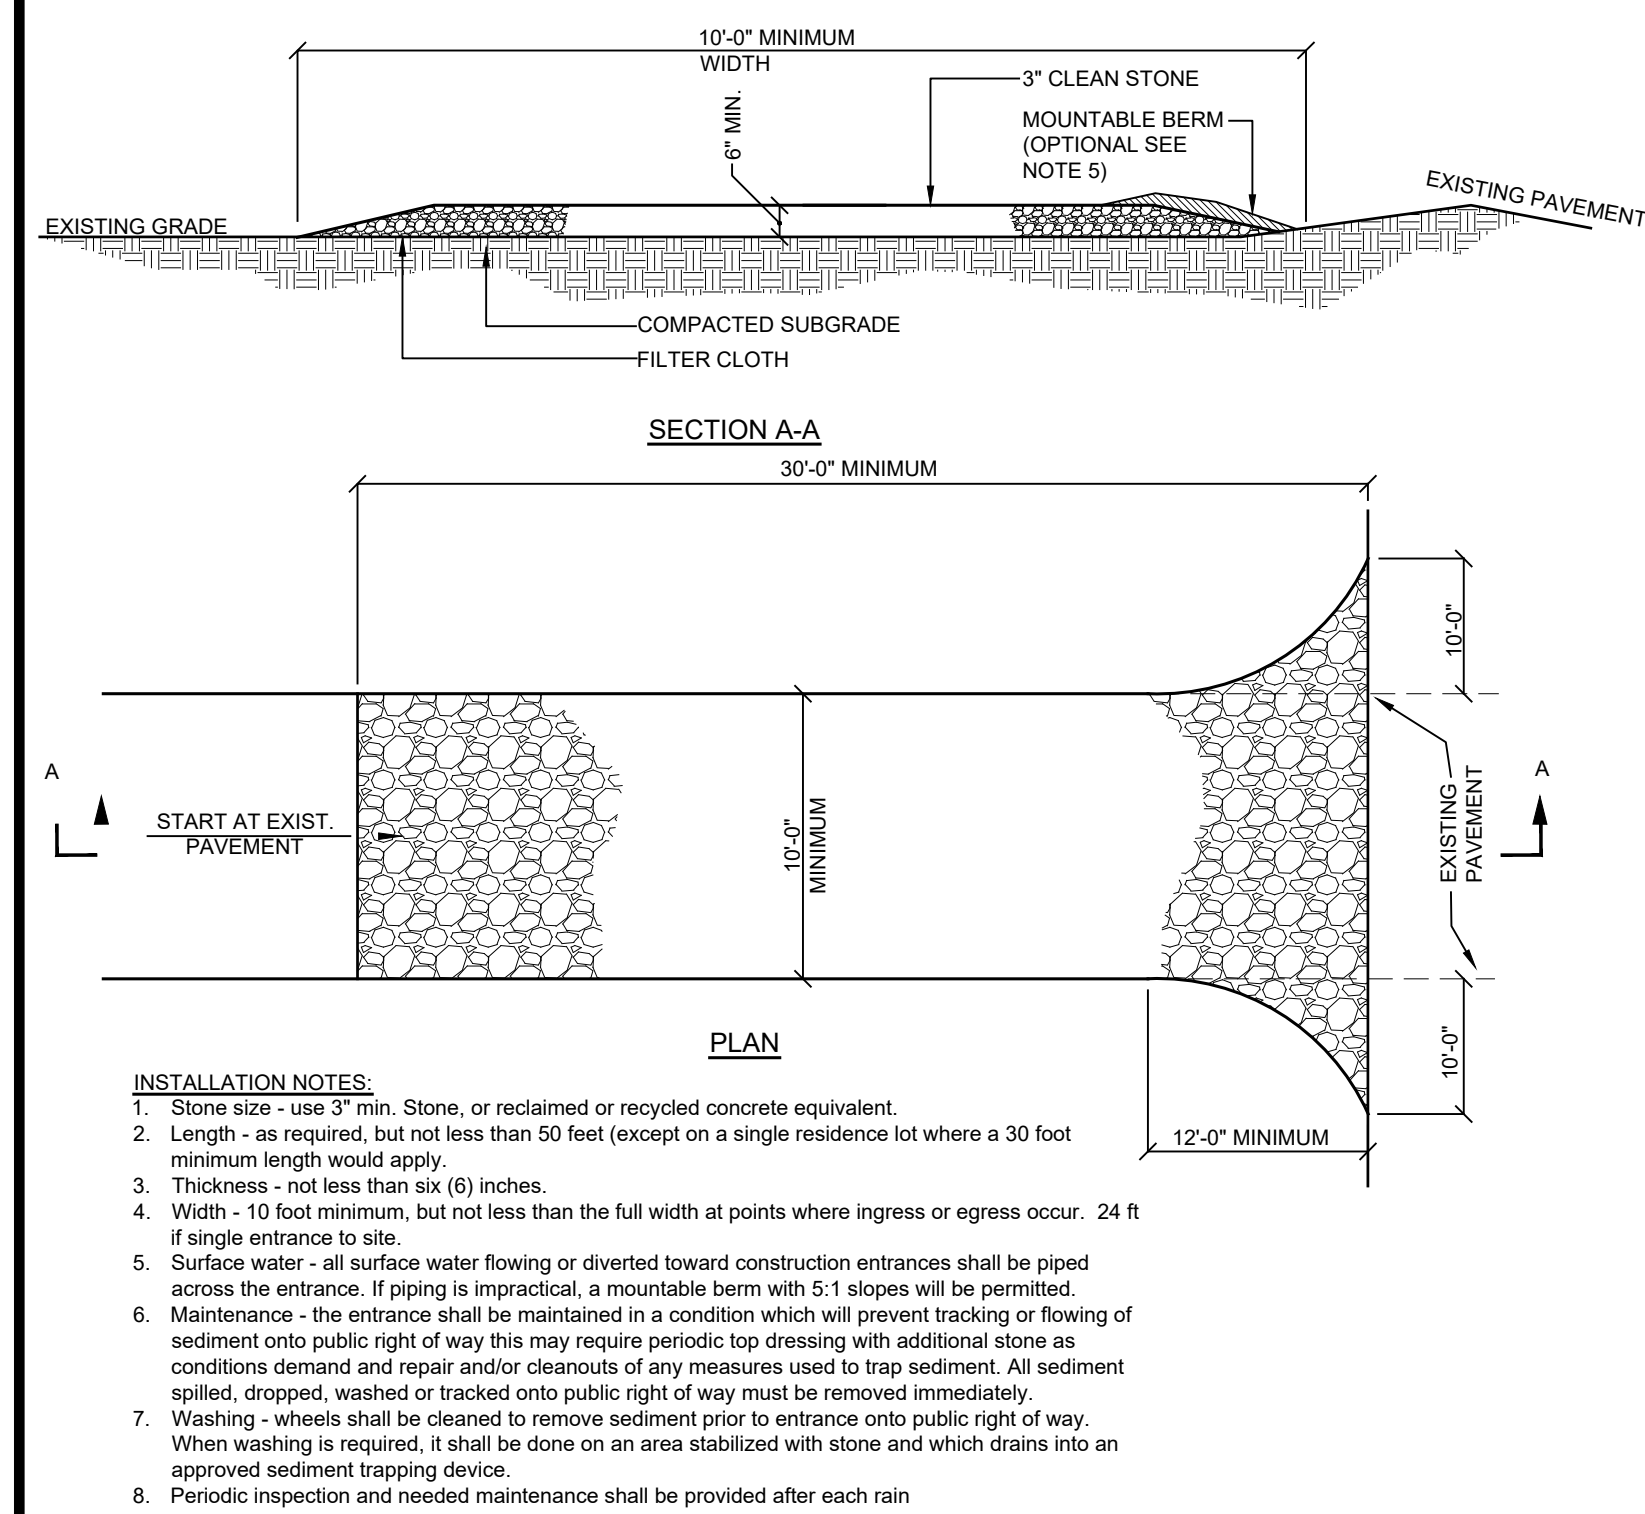 10'-0" MINIMUM
WIDTH
6" MIN.
3" CLEAN STONE
MOUNTABLE BERM
(OPTIONAL SEE
NOTE 5)
EXISTING PAVEMENT
EXISTING GRADE
COMPACTED SUBGRADE
FILTER CLOTH
SECTION A-A
30'-0" MINIMUM
10'-0"
A
A
START AT EXIST.
PAVEMENT
10'-0"
MINIMUM
EXISTING
PAVEMENT
10'-0"
12'-0" MINIMUM
PLAN
INSTALLATION NOTES:
1. Stone size - use 3" min. Stone, or reclaimed or recycled concrete equivalent.
2. Length - as required, but not less than 50 feet (except on a single residence lot where a 30 foot
minimum length would apply.
3. Thickness - not less than six (6) inches.
4. Width - 10 foot minimum, but not less than the full width at points where ingress or egress occur. 24 ft
if single entrance to site.
5. Surface water - all surface water flowing or diverted toward construction entrances shall be piped
across the entrance. If piping is impractical, a mountable berm with 5:1 slopes will be permitted.
6. Maintenance - the entrance shall be maintained in a condition which will prevent tracking or flowing of
sediment onto public right of way this may require periodic top dressing with additional stone as
conditions demand and repair and/or cleanouts of any measures used to trap sediment. All sediment
spilled, dropped, washed or tracked onto public right of way must be removed immediately.
7. Washing - wheels shall be cleaned to remove sediment prior to entrance onto public right of way.
When washing is required, it shall be done on an area stabilized with stone and which drains into an
approved sediment trapping device.
8. Periodic inspection and needed maintenance shall be provided after each rain